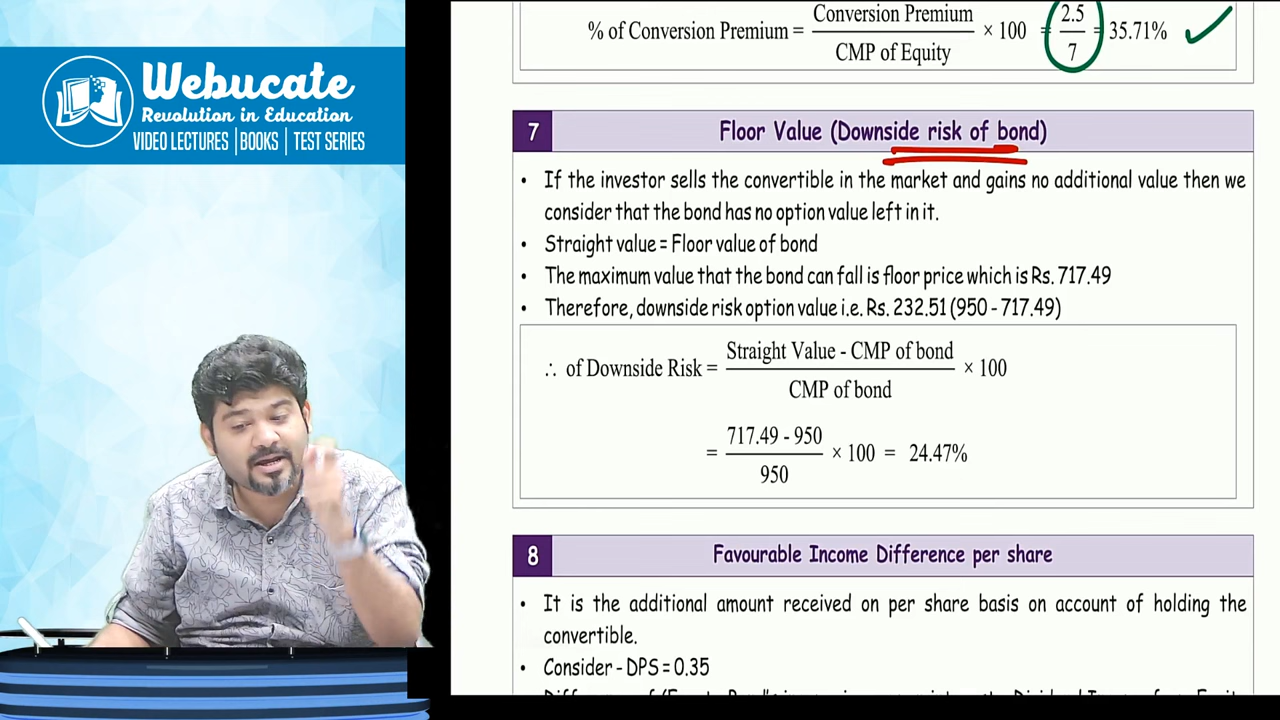 Webucate
Revolution in Education
VIDEO LECTURES | BOOKS | TEST SERIES
% of Conversion Premium = Conversion Premium / CMP of Equity × 100 = 2.5 / 7 = 35.71% ✓
7 Floor Value (Downside risk of bond)
• If the investor sells the convertible in the market and gains no additional value then we
consider that the bond has no option value left in it.
• Straight value = Floor value of bond
• The maximum value that the bond can fall is floor price which is Rs. 717.49
• Therefore, downside risk option value i.e. Rs. 232.51 (950 - 717.49)
∴ of Downside Risk = Straight Value - CMP of bond / CMP of bond × 100
= 717.49 - 950 / 950 × 100 = 24.47%
8 Favourable Income Difference per share
• It is the additional amount received on per share basis on account of holding the
convertible.
• Consider - DPS = 0.35